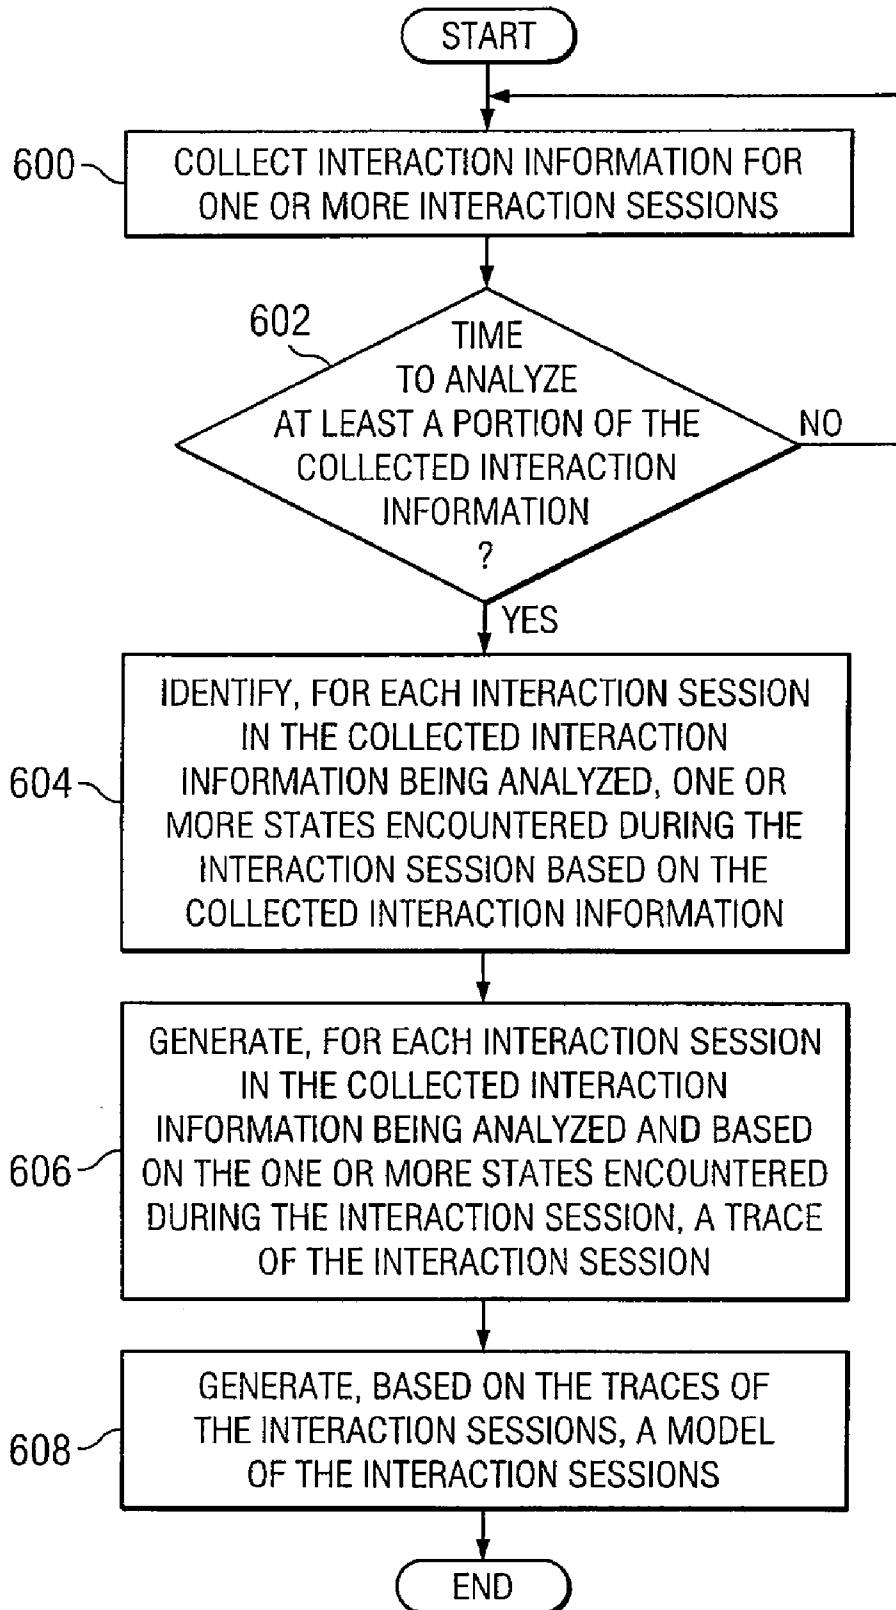 START
600
COLLECT INTERACTION INFORMATION FOR
ONE OR MORE INTERACTION SESSIONS
602
TIME
TO ANALYZE
AT LEAST A PORTION OF THE
COLLECTED INTERACTION
INFORMATION
?
NO
YES
604
IDENTIFY, FOR EACH INTERACTION SESSION
IN THE COLLECTED INTERACTION
INFORMATION BEING ANALYZED, ONE OR
MORE STATES ENCOUNTERED DURING THE
INTERACTION SESSION BASED ON THE
COLLECTED INTERACTION INFORMATION
606
GENERATE, FOR EACH INTERACTION SESSION
IN THE COLLECTED INTERACTION
INFORMATION BEING ANALYZED AND BASED
ON THE ONE OR MORE STATES ENCOUNTERED
DURING THE INTERACTION SESSION, A TRACE
OF THE INTERACTION SESSION
608
GENERATE, BASED ON THE TRACES OF
THE INTERACTION SESSIONS, A MODEL
OF THE INTERACTION SESSIONS
END